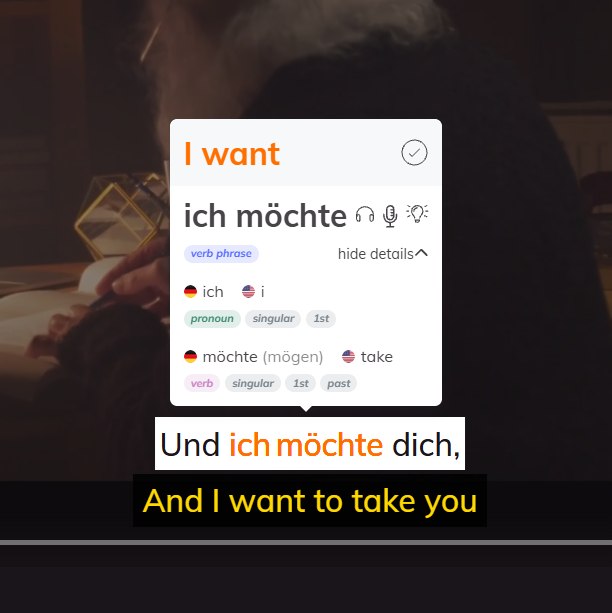 I want
ich möchte
verb phrase hide details
ich i
pronoun singular 1st
möchte (mögen) take
verb singular 1st past
Und ich möchte dich,
And I want to take you